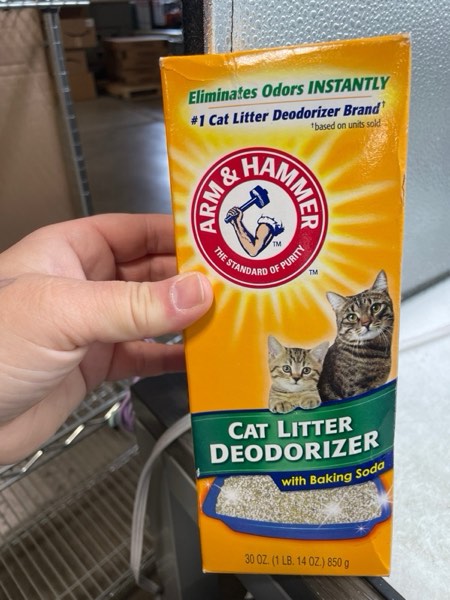 Eliminates Odors INSTANTLY
#1 Cat Litter Deodorizer Brand†
†based on units sold
ARM & HAMMER
TM
THE STANDARD OF PURITY
TM
CAT LITTER
DEODORIZER
with Baking Soda
30 OZ. (1 LB. 14 OZ.) 850 g